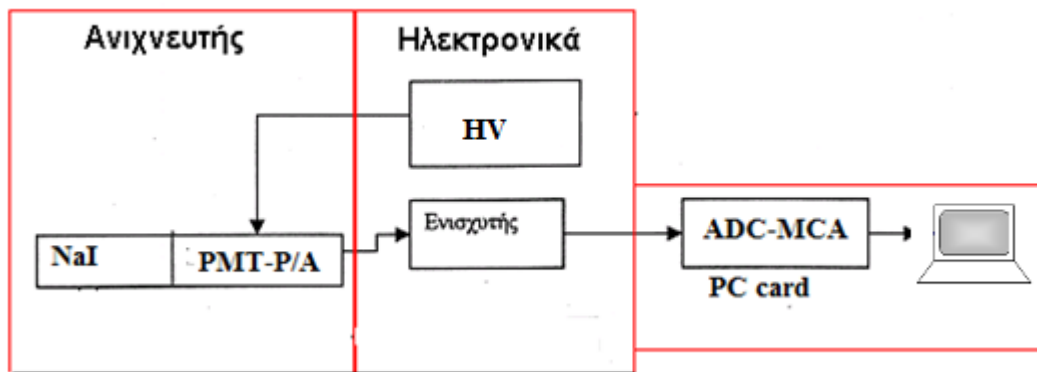 Ανιχνευτής
Ηλεκτρονικά
HV
NaI
PMT-P/A
Ενισχυτής
ADC-MCA
PC card